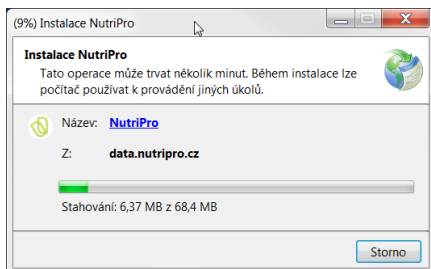 (9%) Instalace NutriPro
Instalace NutriPro
Tato operace může trvat několik minut. Během instalace lze
počítač používat k provádění jiných úkolů.
Název: NutriPro
Z: data.nutripro.cz
Stahování: 6,37 MB z 68,4 MB
Storno